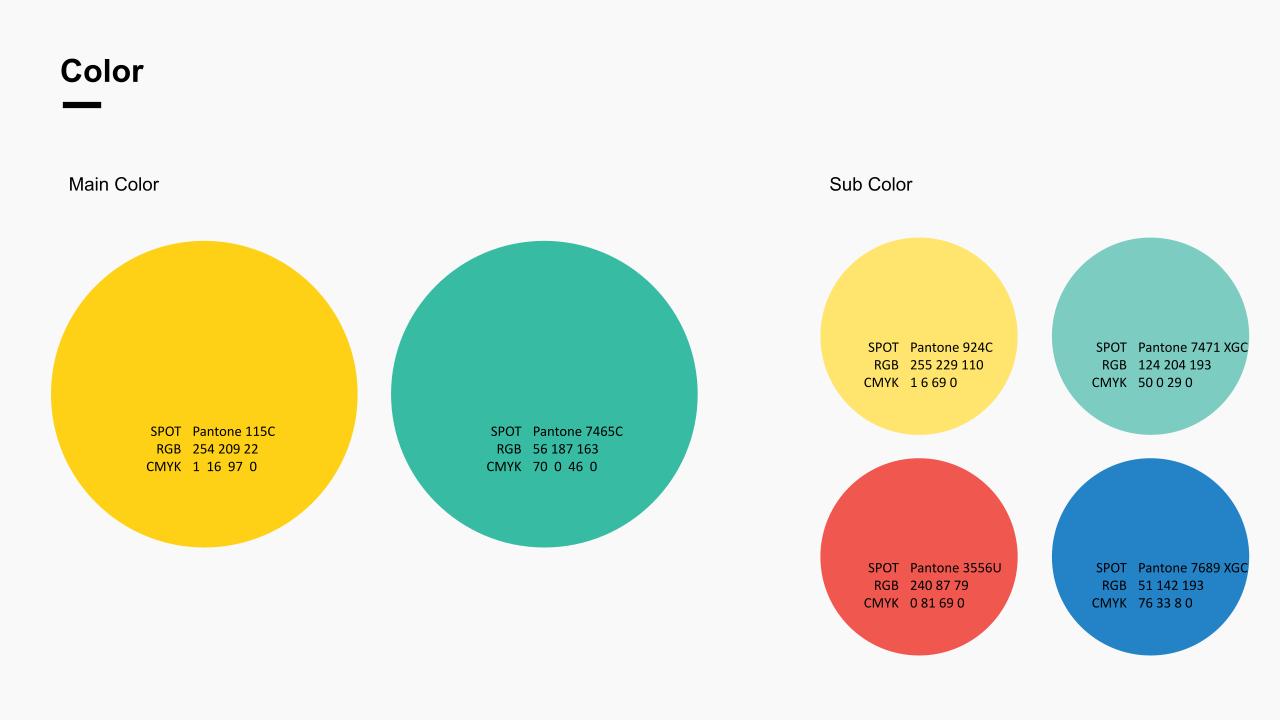 Color
Main Color
SPOT Pantone 115C
RGB 254 209 22
CMYK 1 16 97 0
SPOT Pantone 7465C
RGB 56 187 163
CMYK 70 0 46 0
Sub Color
SPOT Pantone 924C
RGB 255 229 110
CMYK 1 6 69 0
SPOT Pantone 7471 XGC
RGB 124 204 193
CMYK 50 0 29 0
SPOT Pantone 3556U
RGB 240 87 79
CMYK 0 81 69 0
SPOT Pantone 7689 XGC
RGB 51 142 193
CMYK 76 33 8 0